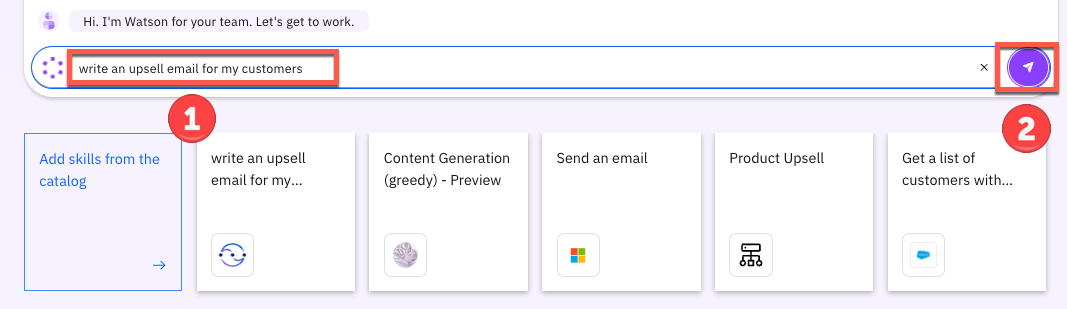 Hi. I'm Watson for your team. Let's get to work.
write an upsell email for my customers
×
1
2
Add skills from the
catalog
write an upsell
email for my...
Content Generation
(greedy) - Preview
Send an email
Product Upsell
Get a list of
customers with...